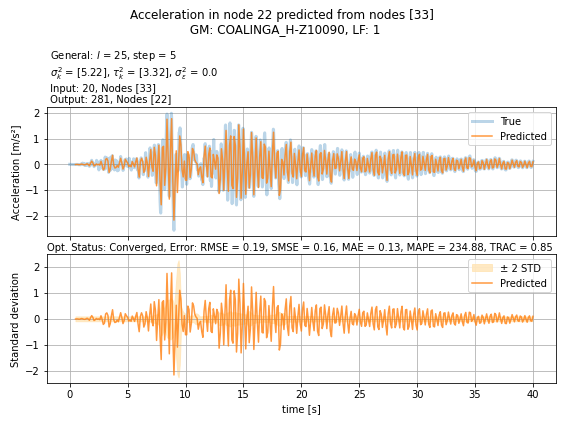 Acceleration in node 22 predicted from nodes [33]
GM: COALINGA_H-Z10090, LF: 1
General: l = 25, step = 5
σ²ₖ = [5.22], τ²ₖ = [3.32], σ²ε = 0.0
Input: 20, Nodes [33]
Output: 281, Nodes [22]
True
Predicted
Acceleration [m/s²]
2
1
0
−1
−2
Opt. Status: Converged, Error: RMSE = 0.19, SMSE = 0.16, MAE = 0.13, MAPE = 234.88, TRAC = 0.85
± 2 STD
Predicted
Standard deviation
2
1
0
−1
−2
0 5 10 15 20 25 30 35 40
time [s]